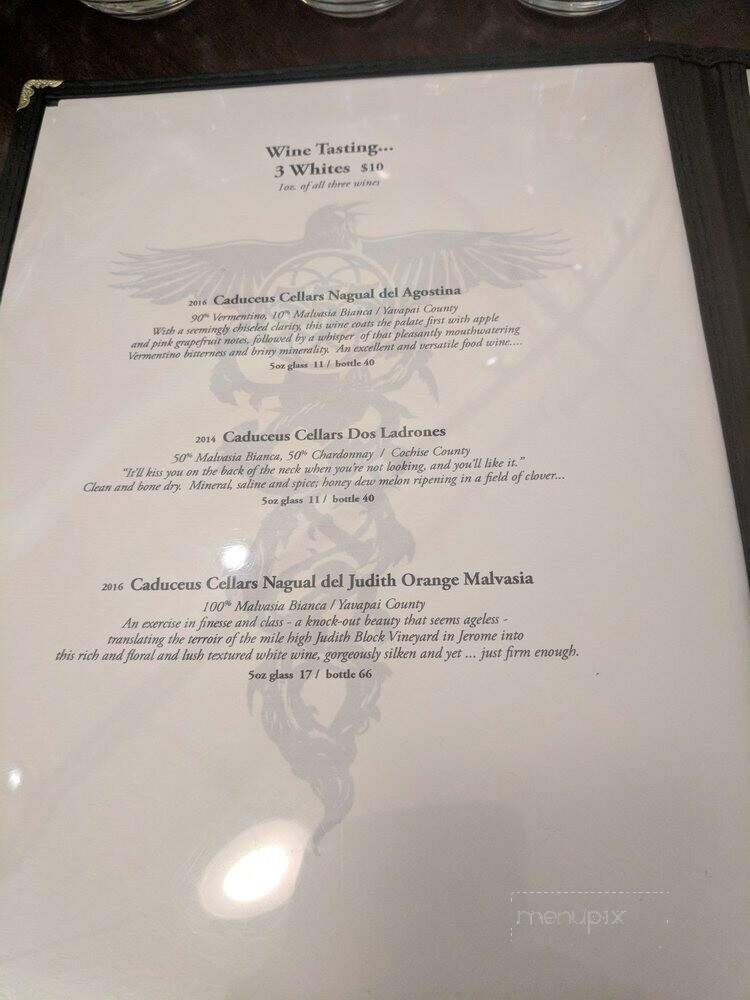 Wine Tasting...
3 Whites $10
1oz. of all three wines
2016 Caduceus Cellars Nagual del Agostina
90% Vermentino, 10% Malvasia Bianca / Yavapai County
With a seemingly chiseled clarity, this wine coats the palate first with apple
and pink grapefruit notes, followed by a whisper of that pleasantly mouthwatering
Vermentino bitterness and briny minerality. An excellent and versatile food wine....
5oz glass 11 / bottle 40
2014 Caduceus Cellars Dos Ladrones
50% Malvasia Bianca, 50% Chardonnay / Cochise County
"It'll kiss you on the back of the neck when you're not looking, and you'll like it."
Clean and bone dry. Mineral, saline and spice; honey dew melon ripening in a field of clover...
5oz glass 11 / bottle 40
2016 Caduceus Cellars Nagual del Judith Orange Malvasia
100% Malvasia Bianca / Yavapai County
An exercise in finesse and class - a knock-out beauty that seems ageless -
translating the terroir of the mile high Judith Block Vineyard in Jerome into
this rich and floral and lush textured white wine, gorgeously silken and yet ... just firm enough.
5oz glass 17 / bottle 66
menupix